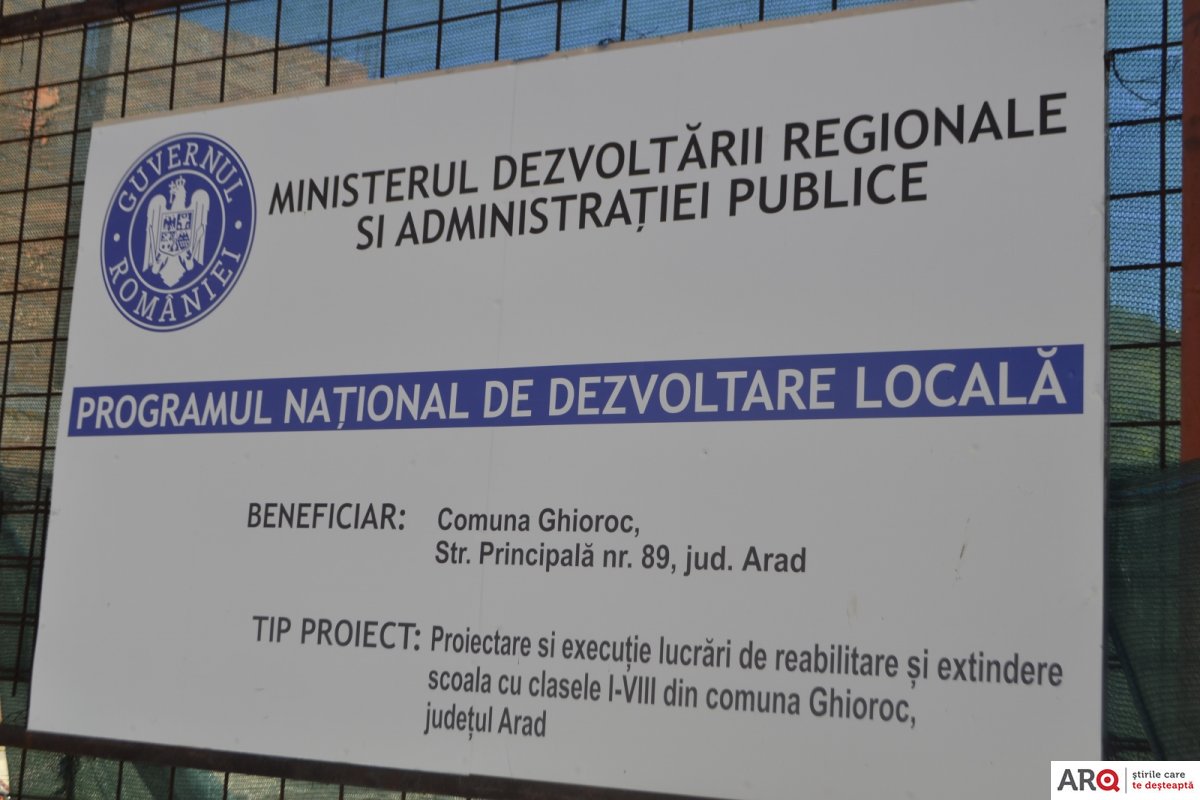 GUVERNUL
ROMÂNIEI
MINISTERUL DEZVOLTĂRII REGIONALE
SI ADMINISTRAȚIEI PUBLICE
PROGRAMUL NAȚIONAL DE DEZVOLTARE LOCALĂ
BENEFICIAR: Comuna Ghioroc,
Str. Principală nr. 89, jud. Arad
TIP PROIECT: Proiectare si execuție lucrări de reabilitare și extindere
scoala cu clasele I-VIII din comuna Ghioroc,
județul Arad
ARQ știrile care
te deșteaptă